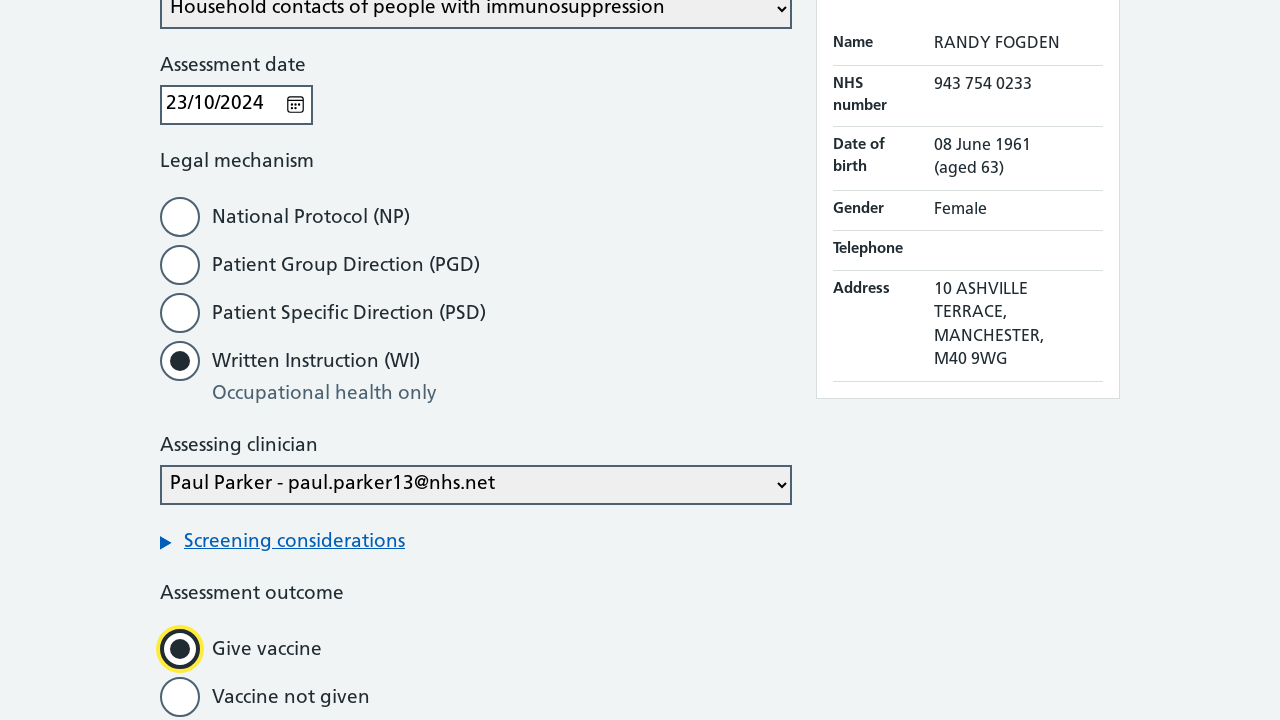 Household contacts of people with immunosuppression
Assessment date
23/10/2024
Legal mechanism
National Protocol (NP)
Patient Group Direction (PGD)
Patient Specific Direction (PSD)
Written Instruction (WI)
Occupational health only
Assessing clinician
Paul Parker - paul.parker13@nhs.net
Screening considerations
Assessment outcome
Give vaccine
Vaccine not given
Name RANDY FOGDEN
NHS number 943 754 0233
Date of birth 08 June 1961
(aged 63)
Gender Female
Telephone
Address 10 ASHVILLE
TERRACE,
MANCHESTER,
M40 9WG